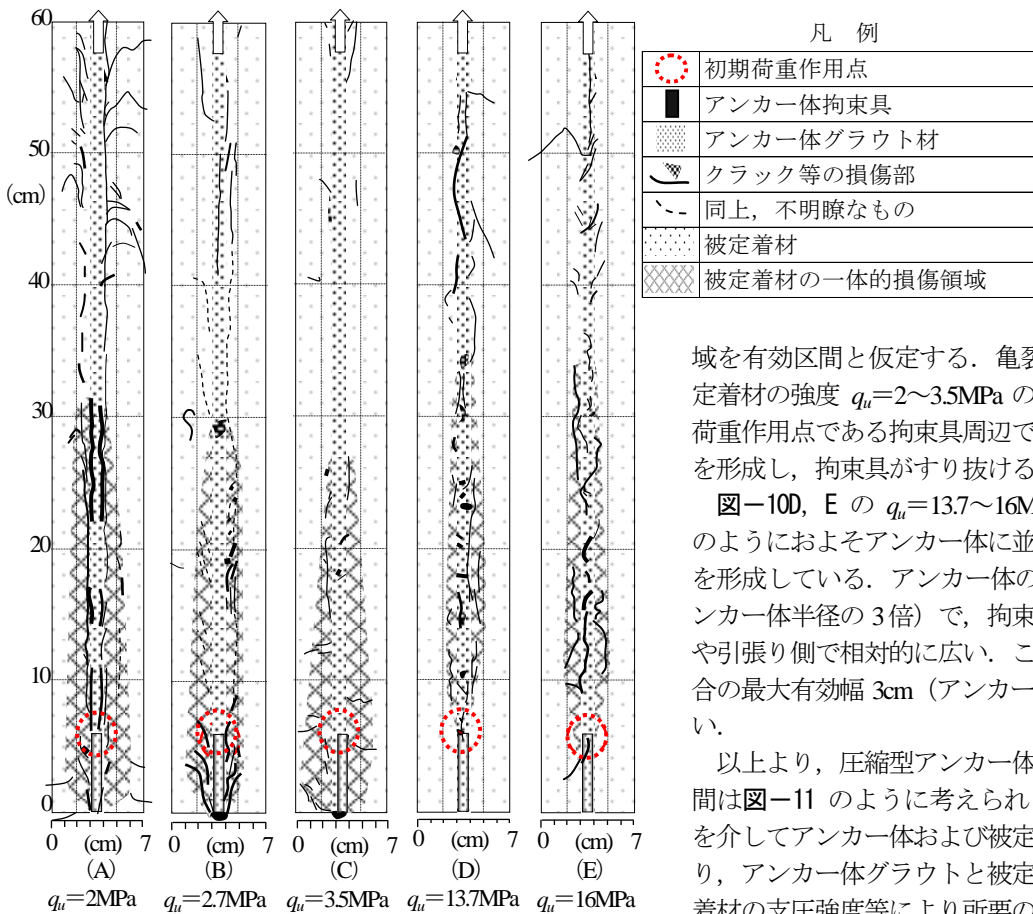 60
50
(cm)
40
30
20
10
0
0 (cm) 7
0 (cm) 7
0 (cm) 7
0 (cm) 7
0 (cm) 7
(A)
(B)
(C)
(D)
(E)
qu=2MPa
qu=2.7MPa
qu=3.5MPa
qu=13.7MPa
qu=16MPa
凡 例
初期荷重作用点
アンカー体拘束具
アンカー体グラウト材
クラック等の損傷部
同上，不明瞭なもの
被定着材
被定着材の一体的損傷領域
域を有効区間と仮定する．亀裂
定着材の強度 qu＝2～3.5MPa の
荷重作用点である拘束具周辺で
を形成し，拘束具がすり抜ける
図－10D，E の qu＝13.7～16M
のようにおよそアンカー体に並
を形成している．アンカー体の
ンカー体半径の 3 倍）で，拘束
や引張り側で相対的に広い．こ
合の最大有効幅 3cm（アンカー
い．
以上より，圧縮型アンカー体
間は図－11 のように考えられ
を介してアンカー体および被定
り，アンカー体グラウトと被定
着材の支圧強度等により所要の